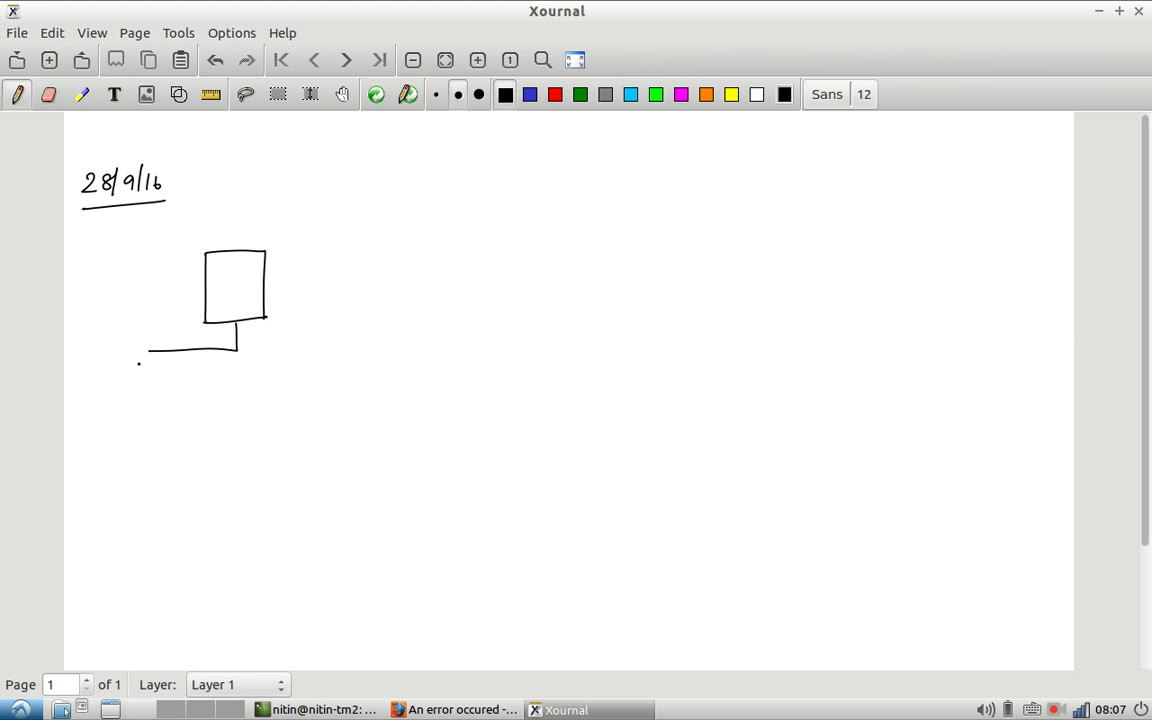 Xournal
File Edit View Page Tools Options Help
Sans 12
28/9/16
Page 1 of 1 Layer: Layer 1
nitin@nitin-tm2: ... An error occured -... Xournal 08:07